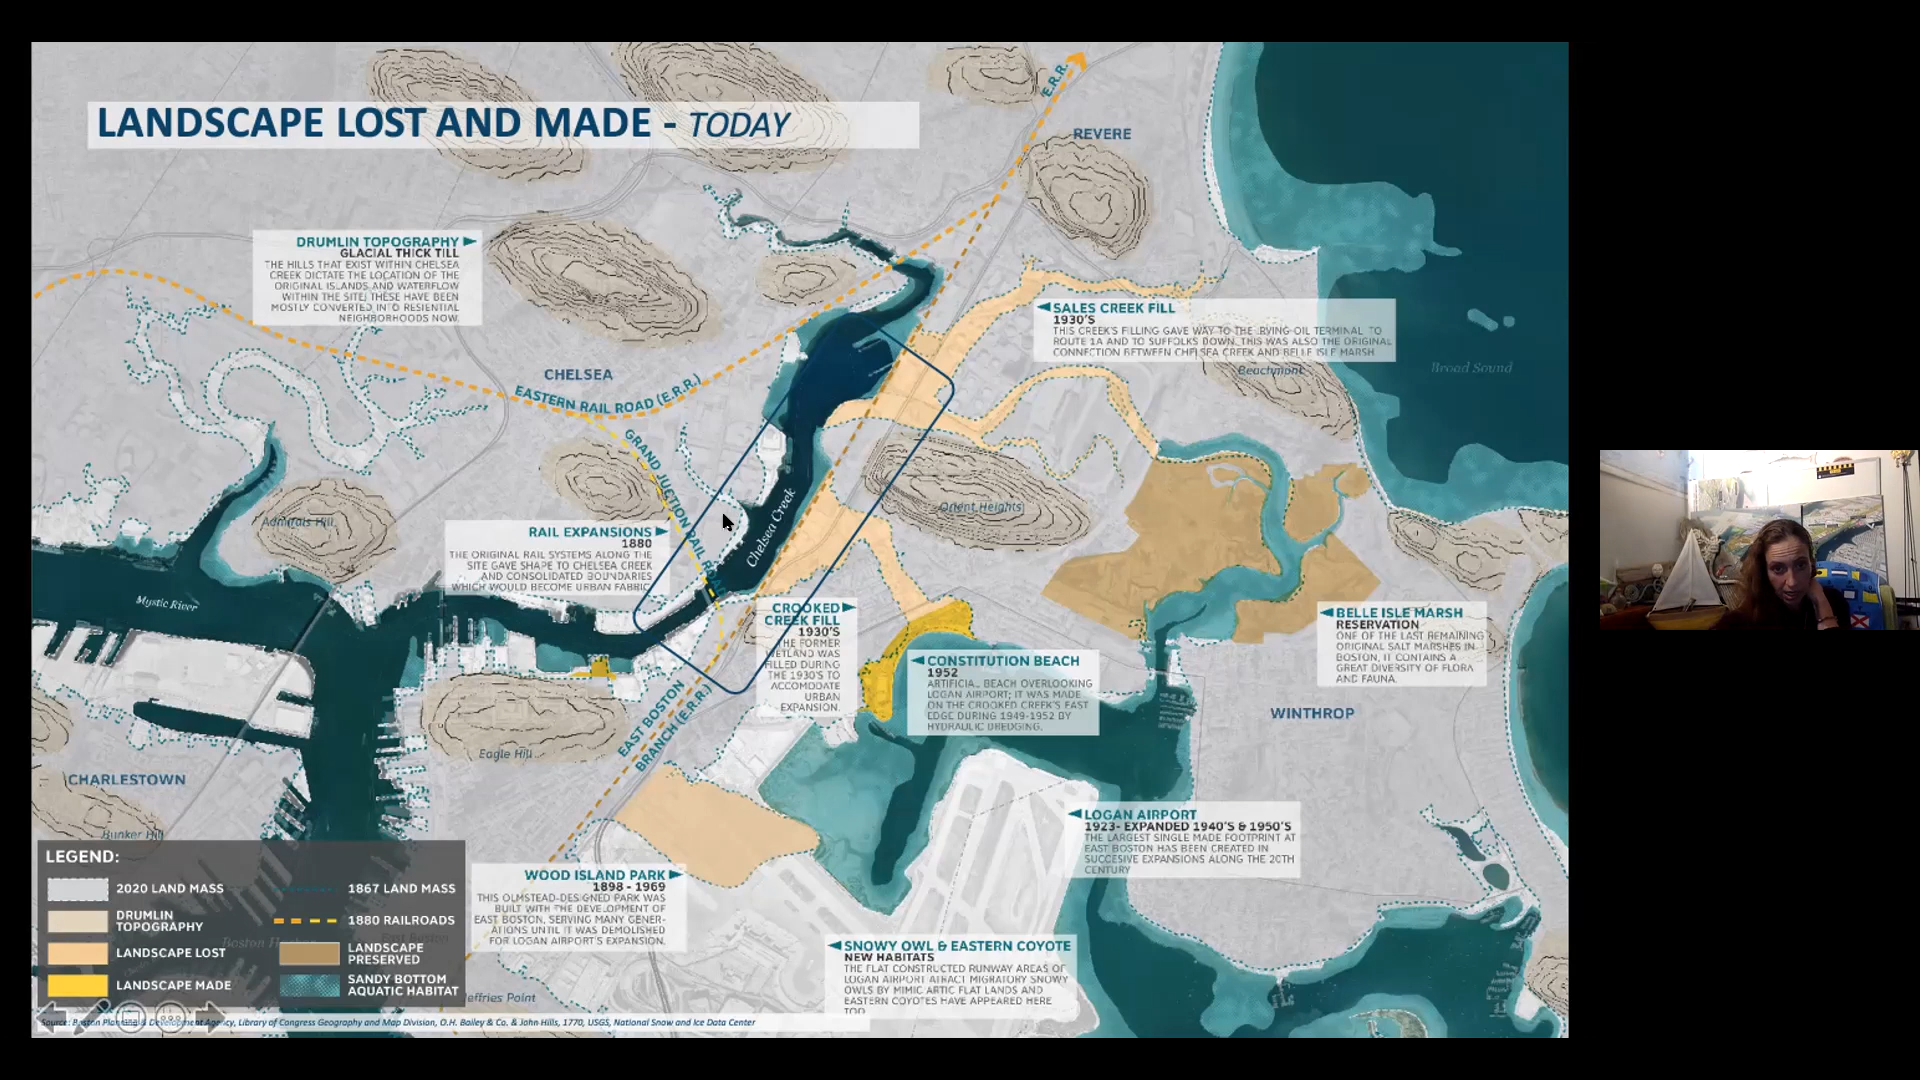 LANDSCAPE LOST AND MADE - TODAY
E.R.R.
REVERE
DRUMLIN TOPOGRAPHY
GLACIAL THICK TILL
THE HILLS THAT EXIST WITHIN CHELSEA
CREEK DICTATE THE LOCATION OF THE
ORIGINAL ISLANDS AND WATERFLOW
WITHIN THE SITE; THESE HAVE BEEN
MOSTLY CONVERTED INTO RESIENTIAL
NEIGHBORHOODS NOW.
SALES CREEK FILL
1930'S
THIS CREEK'S FILLING GAVE WAY TO THE IRVING OIL TERMINAL TO
ROUTE 1A AND TO SUFFOLKS DOWN. THIS WAS ALSO THE ORIGINAL
CONNECTION BETWEEN CHELSEA CREEK AND BELLE ISLE MARSH
Beachmont
Broad Sound
CHELSEA
EASTERN RAIL ROAD (E.R.R.)
GRAND JUCTION RAIL ROAD
Chelsea Creek
Orient Heights
Admirals Hill
RAIL EXPANSIONS
1880
THE ORIGINAL RAIL SYSTEMS ALONG THE
SITE GAVE SHAPE TO CHELSEA CREEK
AND CONSOLIDATED BOUNDARIES
WHICH WOULD BECOME URBAN FABRIC.
Mystic River
CROOKED
CREEK FILL
1930'S
THE FORMER
WETLAND WAS
FILLED DURING
THE 1930'S TO
ACCOMODATE
URBAN
EXPANSION.
BELLE ISLE MARSH
RESERVATION
ONE OF THE LAST REMAINING
ORIGINAL SALT MARSHES IN
BOSTON, IT CONTAINS A
GREAT DIVERSITY OF FLORA
AND FAUNA.
CONSTITUTION BEACH
1952
ARTIFICIAL BEACH OVERLOOKING
LOGAN AIRPORT; IT WAS MADE
ON THE CROOKED CREEK'S EAST
EDGE DURING 1949-1952 BY
HYDRAULIC DREDGING.
EAST BOSTON
BRANCH (E.R.R.)
WINTHROP
Eagle Hill
CHARLESTOWN
Bunker Hill
LOGAN AIRPORT
1923- EXPANDED 1940'S & 1950'S
THE LARGEST SINGLE MADE FOOTPRINT AT
EAST BOSTON HAS BEEN CREATED IN
SUCCESIVE EXPANSIONS ALONG THE 20TH
CENTURY
WOOD ISLAND PARK
1898 - 1969
THIS OLMSTEAD-DESIGNED PARK WAS
BUILT WITH THE DEVELOPMENT OF
EAST BOSTON, SERVING MANY GENER-
ATIONS UNTIL IT WAS DEMOLISHED
FOR LOGAN AIRPORT'S EXPANSION.
SNOWY OWL & EASTERN COYOTE
NEW HABITATS
THE FLAT CONSTRUCTED RUNWAY AREAS OF
LOGAN AIRPORT ATRACT MIGRATORY SNOWY
OWLS BY MIMIC ARTIC FLAT LANDS AND
EASTERN COYOTES HAVE APPEARED HERE
TOO.
LEGEND:
2020 LAND MASS
DRUMLIN
TOPOGRAPHY
LANDSCAPE LOST
LANDSCAPE MADE
1867 LAND MASS
1880 RAILROADS
LANDSCAPE
PRESERVED
SANDY BOTTOM
AQUATIC HABITAT
Jeffries Point
Source: Boston Planning & Development Agency, Library of Congress Geography and Map Division, O.H. Bailey & Co. & John Hills, 1770, USGS, National Snow and Ice Data Center